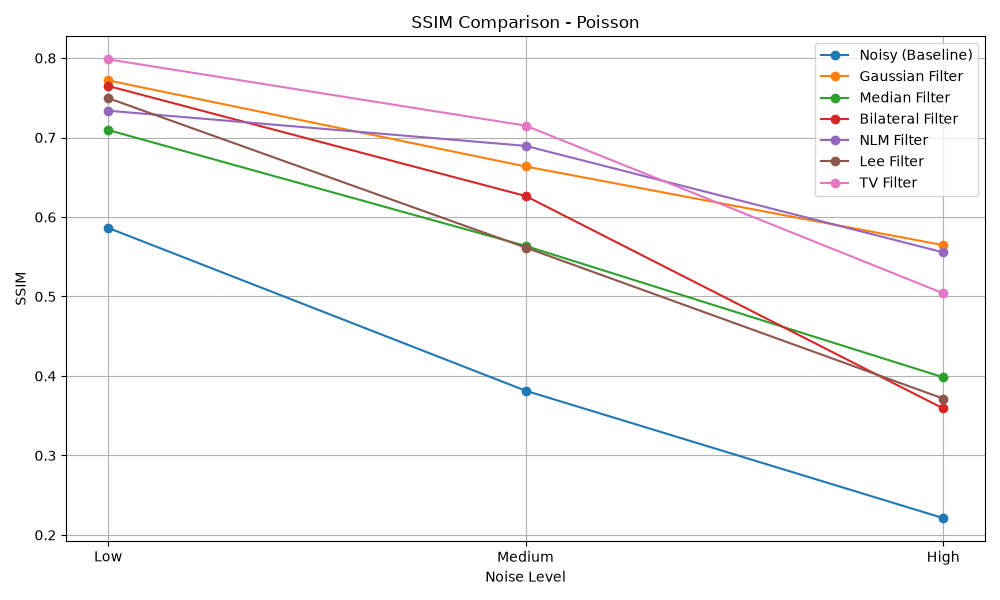 SSIM Comparison - Poisson
Noisy (Baseline)
Gaussian Filter
Median Filter
Bilateral Filter
NLM Filter
Lee Filter
TV Filter
0.8
0.7
0.6
0.5
0.4
0.3
0.2
SSIM
Low
Medium
High
Noise Level